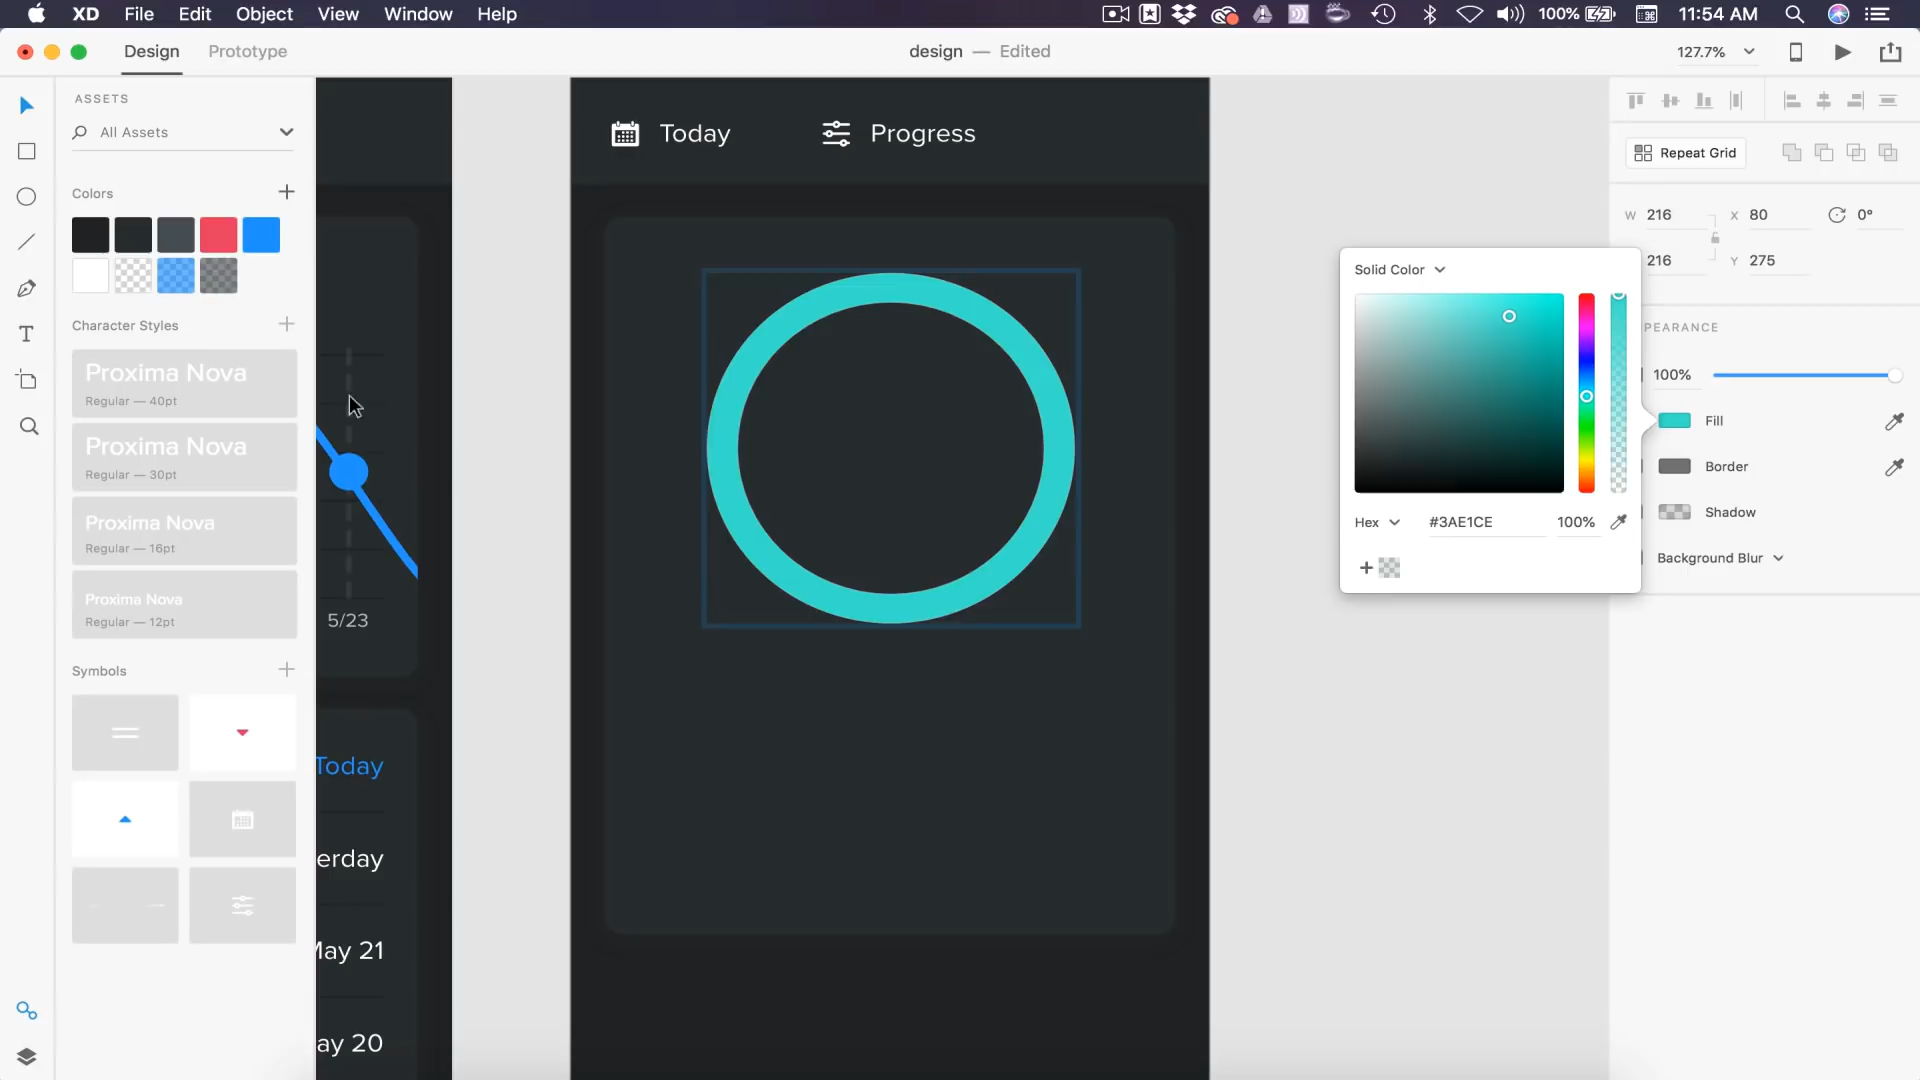 XD File Edit Object View Window Help
100% 11:54 AM
Design Prototype
design — Edited
127.7%
ASSETS
All Assets
Colors
Character Styles
Proxima Nova
Regular — 40pt
Proxima Nova
Regular — 30pt
Proxima Nova
Regular — 16pt
Proxima Nova
Regular — 12pt
Symbols
5/23
Today
erday
May 21
ay 20
Today
Progress
Repeat Grid
W 216 X 80 0°
216 Y 275
PEARANCE
100%
Fill
Border
Shadow
Background Blur
Solid Color
Hex #3AE1CE 100%